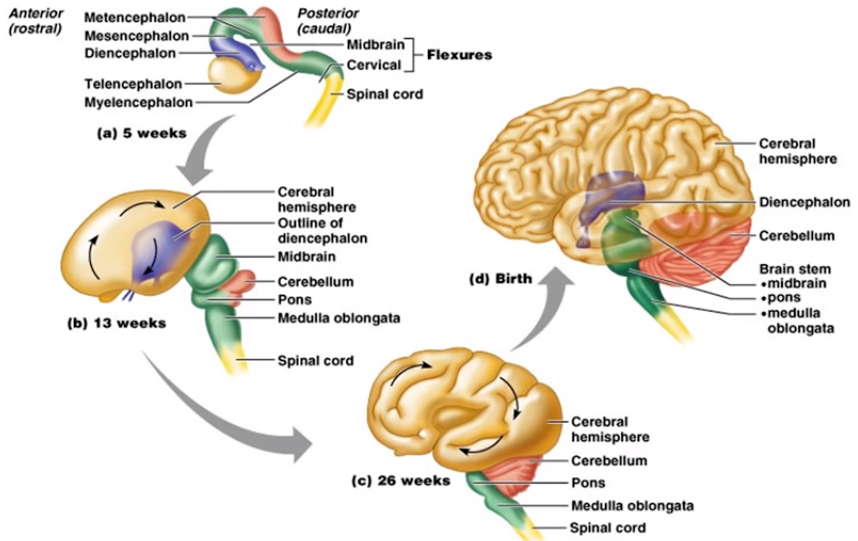 Anterior
(rostral)
Metencephalon
Mesencephalon
Diencephalon
Telencephalon
Myelencephalon
Posterior
(caudal)
Midbrain
Cervical
Flexures
Spinal cord
(a) 5 weeks
Cerebral
hemisphere
Outline of
diencephalon
Midbrain
Cerebellum
Pons
Medulla oblongata
Spinal cord
(b) 13 weeks
Cerebral
hemisphere
Cerebellum
Pons
Medulla oblongata
Spinal cord
(c) 26 weeks
Cerebral
hemisphere
Diencephalon
Cerebellum
Brain stem
•midbrain
•pons
•medulla
oblongata
(d) Birth